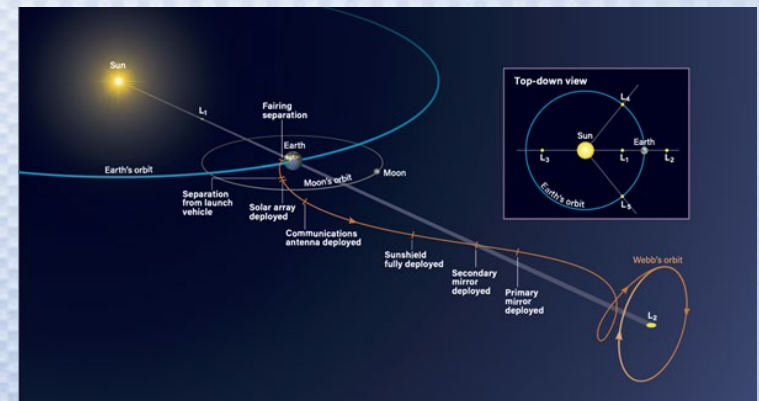 Sun
L1
Fairing
separation
Earth
Earth's orbit
Moon's orbit
Moon
Separation
from launch
vehicle
Solar array
deployed
Communications
antenna deployed
Sunshield
fully deployed
Secondary
mirror
deployed
Primary
mirror
deployed
Webb's orbit
L2
Top-down view
L4
Sun
Earth
L3
L1
L2
Earth's orbit
L5